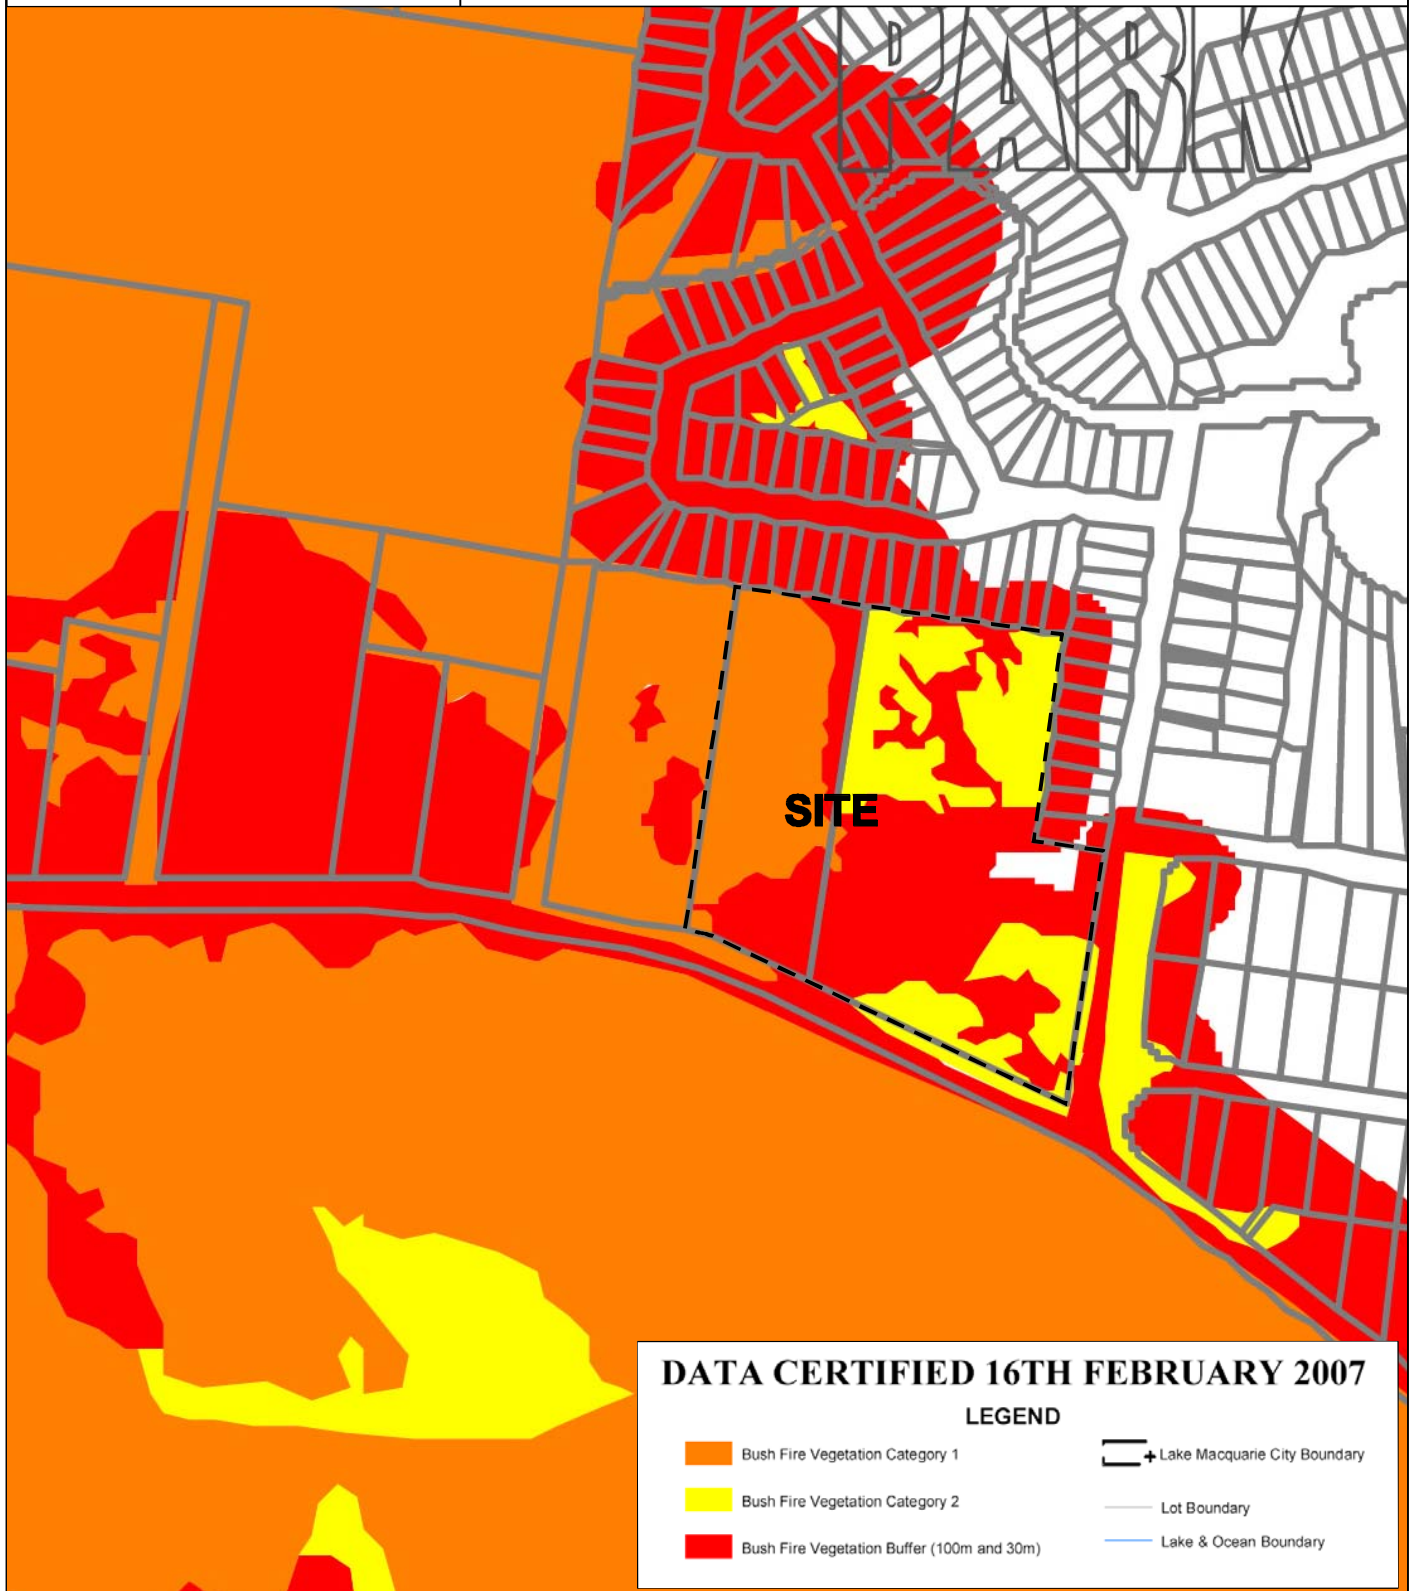 PARK
SITE
DATA CERTIFIED 16TH FEBRUARY 2007
LEGEND
Bush Fire Vegetation Category 1
Bush Fire Vegetation Category 2
Bush Fire Vegetation Buffer (100m and 30m)
Lake Macquarie City Boundary
Lot Boundary
Lake & Ocean Boundary